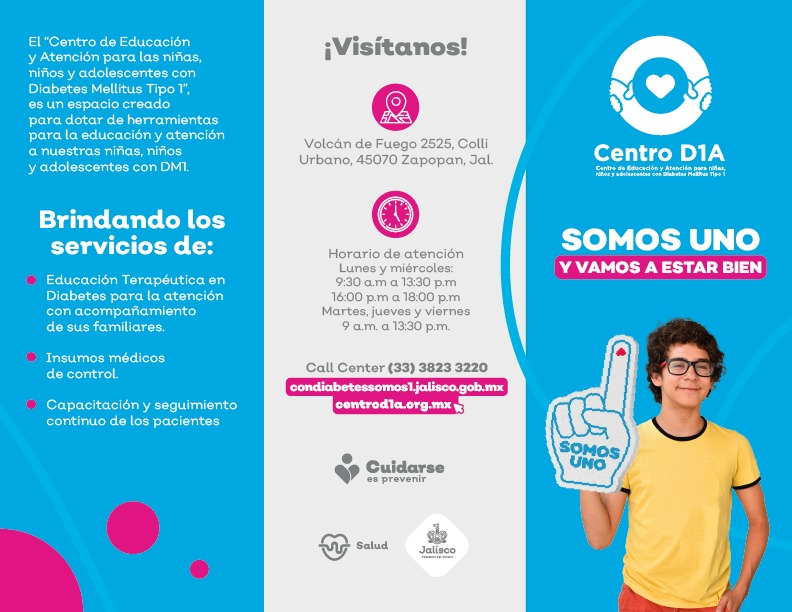 El “Centro de Educación
y Atención para las niñas,
niños y adolescentes con
Diabetes Mellitus Tipo 1”,
es un espacio creado
para dotar de herramientas
para la educación y atención
a nuestras niñas, niños
y adolescentes con DM1.
Brindando los
servicios de:
Educación Terapéutica en
Diabetes para la atención
con acompañamiento
de sus familiares.
Insumos médicos
de control.
Capacitación y seguimiento
continuo de los pacientes
¡Visítanos!
Volcán de Fuego 2525, Colli
Urbano, 45070 Zapopan, Jal.
Horario de atención
Lunes y miércoles:
9:30 a.m a 13:30 p.m
16:00 p.m a 18:00 p.m
Martes, jueves y viernes
9 a.m. a 13:30 p.m.
Call Center (33) 3823 3220
condiabetessomos1.jalisco.gob.mx
centrod1a.org.mx
Cuidarse
es prevenir
Salud
Jalisco
Centro D1A
Centro de Educación y Atención para niñas,
niños y adolescentes con Diabetes Mellitus Tipo 1
SOMOS UNO
Y VAMOS A ESTAR BIEN
SOMOS
UNO